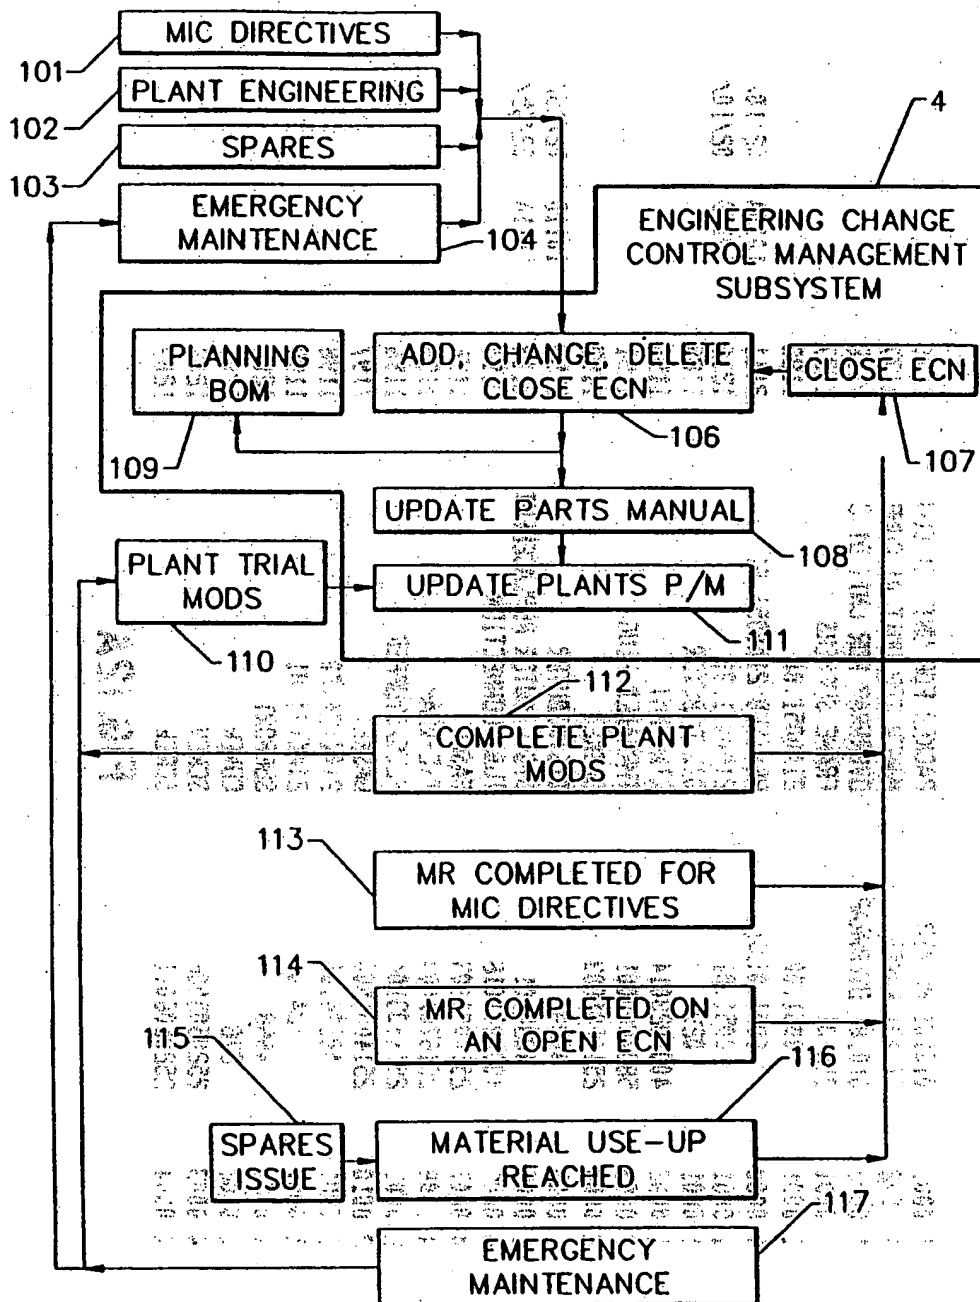 MIC DIRECTIVES
101
PLANT ENGINEERING
102
SPARES
103
EMERGENCY
MAINTENANCE
104
4
ENGINEERING CHANGE
CONTROL MANAGEMENT
SUBSYSTEM
PLANNING
BOM
109
ADD, CHANGE, DELETE
CLOSE ECN
106
CLOSE ECN
107
UPDATE PARTS MANUAL
108
PLANT TRIAL
MODS
110
UPDATE PLANTS P/M
111
112
COMPLETE PLANT
MODS
113
MR COMPLETED FOR
MIC DIRECTIVES
114
MR COMPLETED ON
AN OPEN ECN
115
SPARES
ISSUE
116
MATERIAL USE-UP
REACHED
117
EMERGENCY
MAINTENANCE